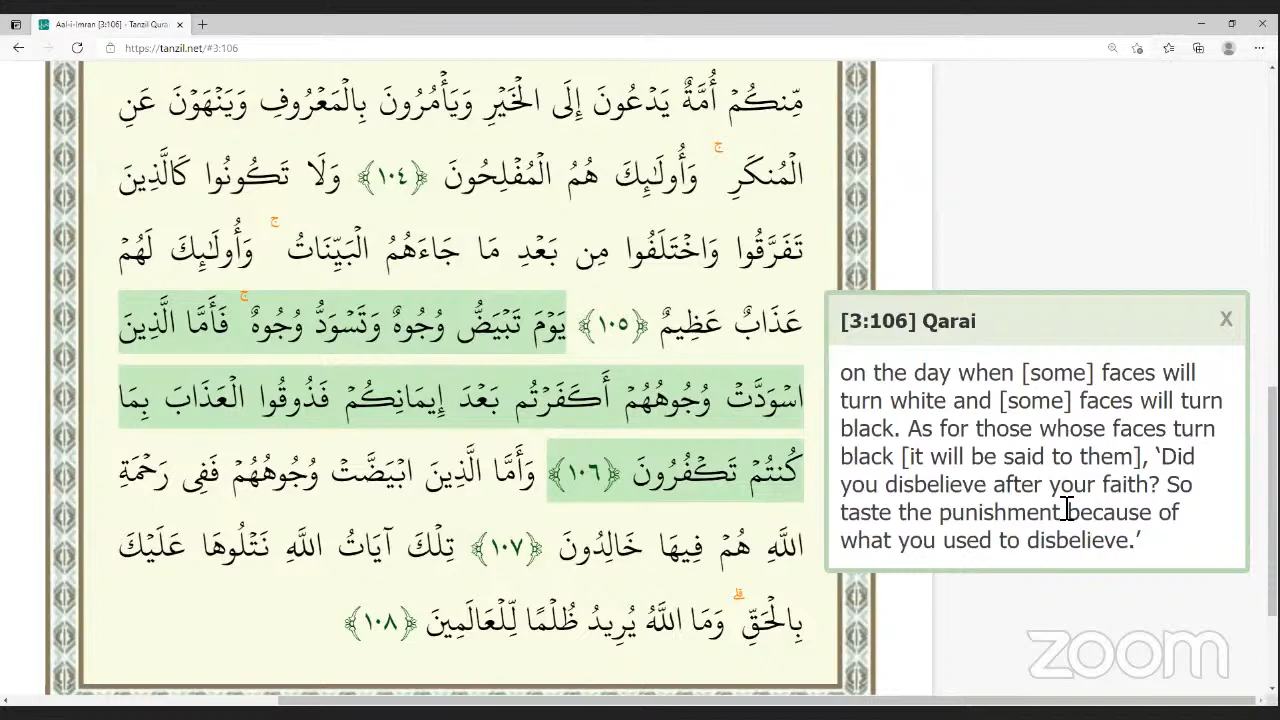 Aal-i-Imran [3:106] - Tanzil Qura
https://tanzil.net/#3:106
مِّنكُمْ أُمَّةٌ يَدْعُونَ إِلَى الْخَيْرِ وَيَأْمُرُونَ بِالْمَعْرُوفِ وَيَنْهَوْنَ عَنِ
الْمُنكَرِ ۚ وَأُولَـٰئِكَ هُمُ الْمُفْلِحُونَ ﴿١٠٤﴾ وَلَا تَكُونُوا كَالَّذِينَ
تَفَرَّقُوا وَاخْتَلَفُوا مِن بَعْدِ مَا جَاءَهُمُ الْبَيِّنَاتُ ۚ وَأُولَـٰئِكَ لَهُمْ
عَذَابٌ عَظِيمٌ ﴿١٠٥﴾ يَوْمَ تَبْيَضُّ وُجُوهٌ وَتَسْوَدُّ وُجُوهٌ ۚ فَأَمَّا الَّذِينَ
اسْوَدَّتْ وُجُوهُهُمْ أَكَفَرْتُم بَعْدَ إِيمَانِكُمْ فَذُوقُوا الْعَذَابَ بِمَا
كُنتُمْ تَكْفُرُونَ ﴿١٠٦﴾ وَأَمَّا الَّذِينَ ابْيَضَّتْ وُجُوهُهُمْ فَفِي رَحْمَةِ
اللَّهِ هُمْ فِيهَا خَالِدُونَ ﴿١٠٧﴾ تِلْكَ آيَاتُ اللَّهِ نَتْلُوهَا عَلَيْكَ
بِالْحَقِّ ۗ وَمَا اللَّهُ يُرِيدُ ظُلْمًا لِّلْعَالَمِينَ ﴿١٠٨﴾
[3:106] Qarai
X
on the day when [some] faces will
turn white and [some] faces will turn
black. As for those whose faces turn
black [it will be said to them], ‘Did
you disbelieve after your faith? So
taste the punishment because of
what you used to disbelieve.’
zoom